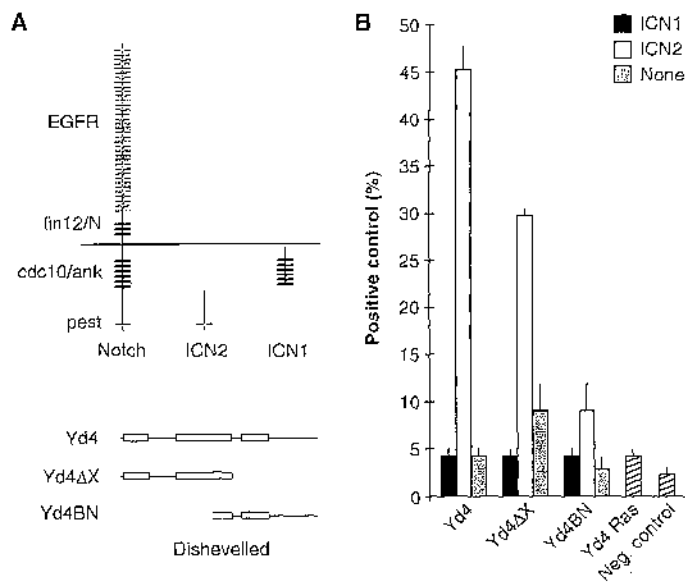 A
EGFR
lin12/N
cdc10/ank
pest
Notch ICN2 ICN1
Yd4
Yd4ΔX
Yd4BN
Dishevelled
B
ICN1
ICN2
None
Positive control (%)
50
45
40
35
30
25
20
15
10
5
0
Yd4
Yd4ΔX
Yd4BN
Yd4 Ras
Neg. control